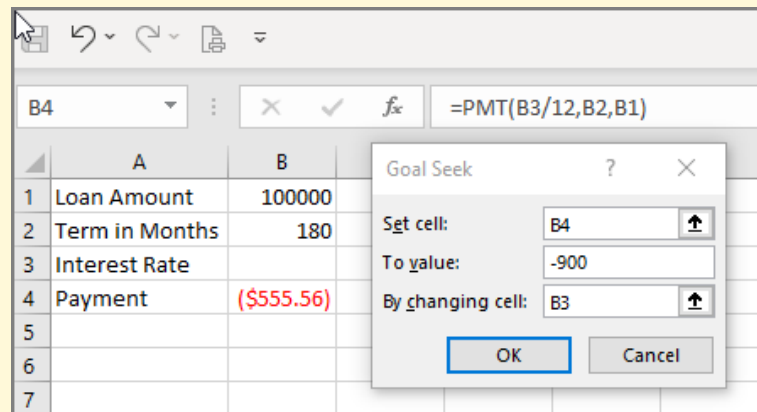 B4 fx =PMT(B3/12,B2,B1)
A B
1 Loan Amount 100000
2 Term in Months 180
3 Interest Rate
4 Payment ($555.56)
5
6
7
Goal Seek ? ×
Set cell: B4
To value: -900
By changing cell: B3
OK Cancel